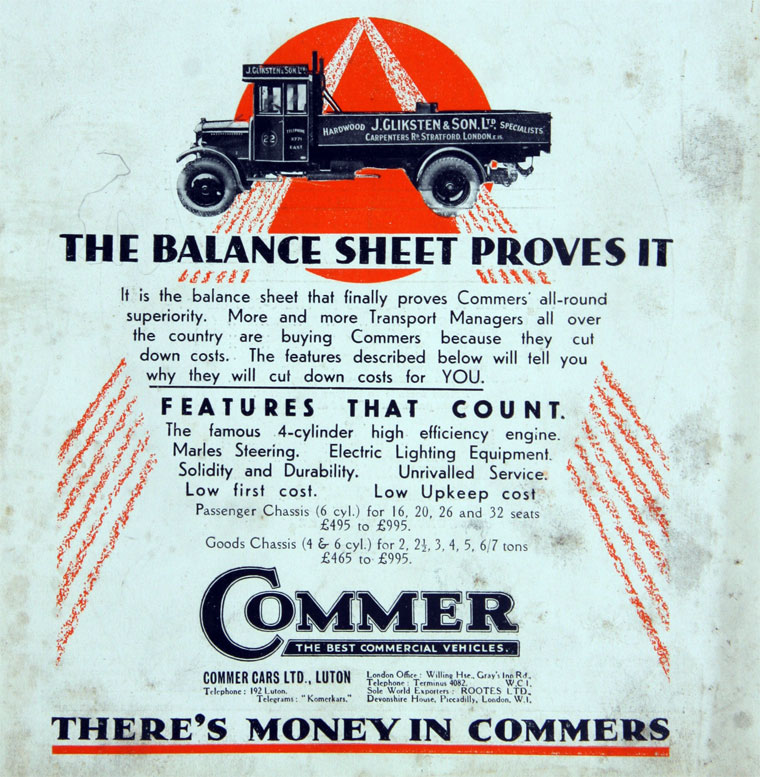 J. GLIKSTEN & SON. LTD.
22
TELEPHONE
EAST
HARDWOOD J. GLIKSTEN & SON. LTD. SPECIALISTS
CARPENTERS RD. STRATFORD. LONDON. E.15.
THE BALANCE SHEET PROVES IT
It is the balance sheet that finally proves Commers' all-round
superiority. More and more Transport Managers all over
the country are buying Commers because they cut
down costs. The features described below will tell you
why they will cut down costs for YOU.
FEATURES THAT COUNT.
The famous 4-cylinder high efficiency engine.
Marles Steering. Electric Lighting Equipment.
Solidity and Durability. Unrivalled Service.
Low first cost. Low Upkeep cost
Passenger Chassis (6 cyl.) for 16, 20, 26 and 32 seats
£495 to £995.
Goods Chassis (4 & 6 cyl.) for 2, 2½, 3, 4, 5, 6/7 tons
£465 to £995.
COMMER
THE BEST COMMERCIAL VEHICLES.
COMMER CARS LTD., LUTON
Telephone : 192 Luton.
Telegrams : "Komerkars."
London Office : Willing Hse., Gray's Inn Rd.,
Telephone : Terminus 4082. W.C.1.
Sole World Exporters : ROOTES LTD.,
Devonshire House, Piccadilly, London, W.1.
THERE'S MONEY IN COMMERS